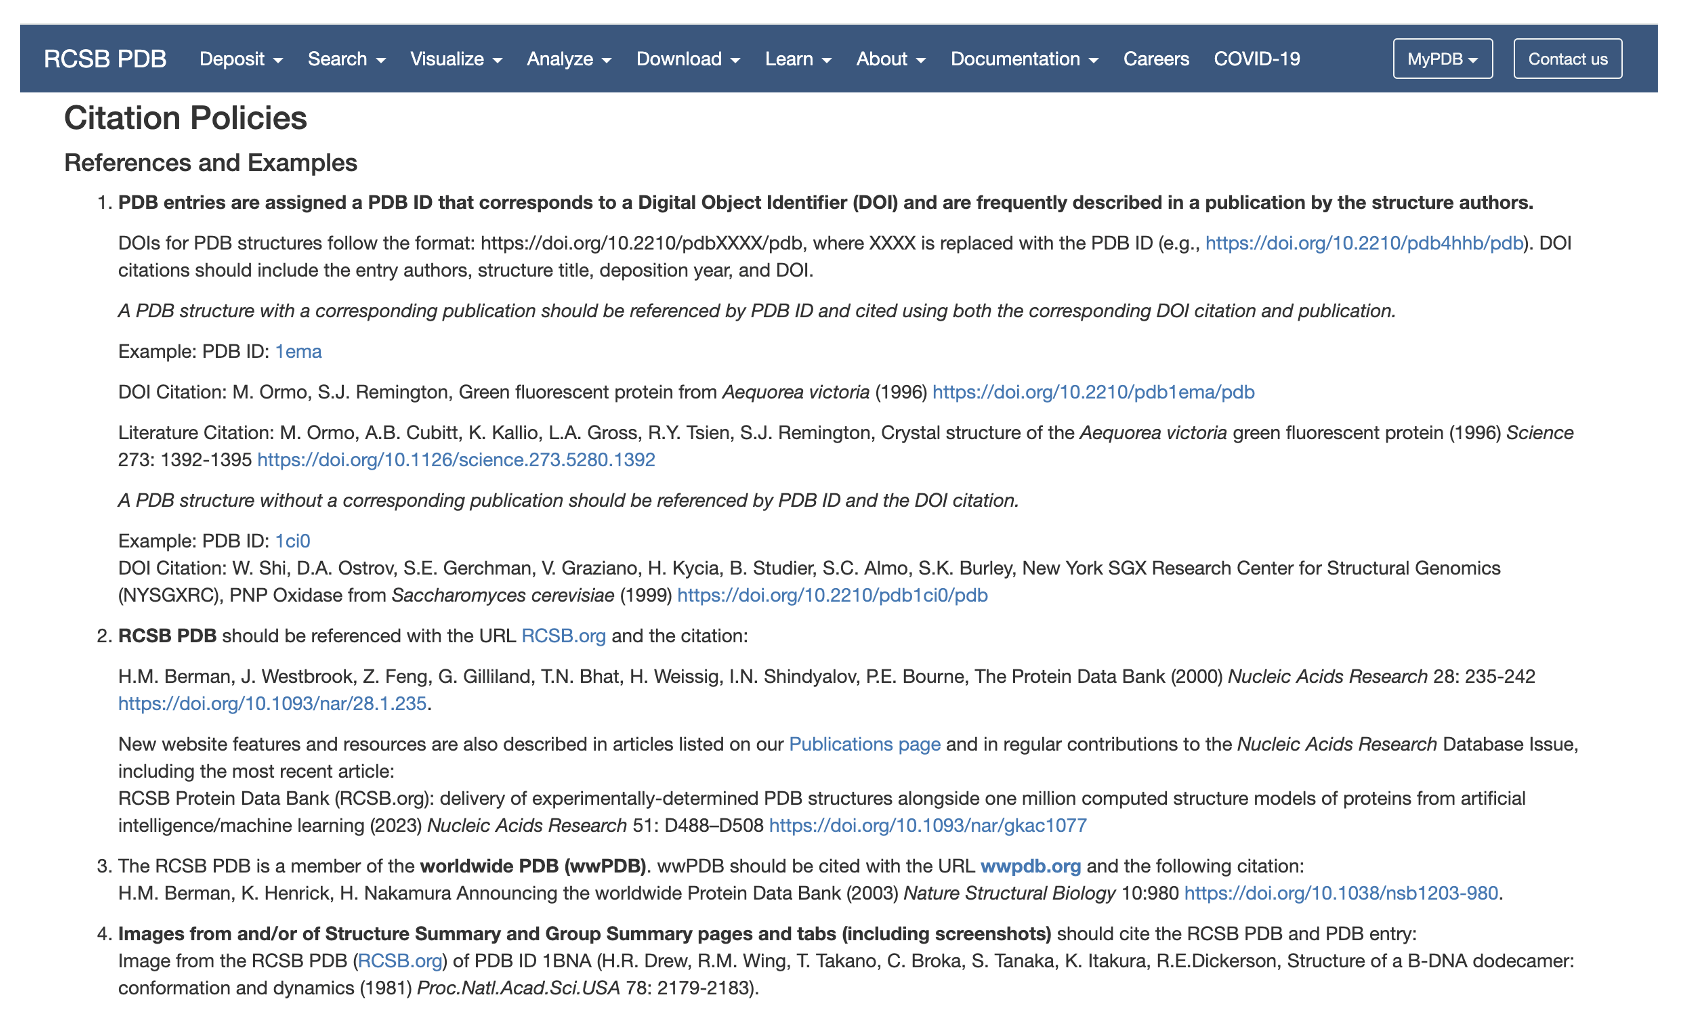 RCSB PDB Deposit Search Visualize Analyze Download Learn About Documentation Careers COVID-19 MyPDB Contact us
Citation Policies
References and Examples
1. PDB entries are assigned a PDB ID that corresponds to a Digital Object Identifier (DOI) and are frequently described in a publication by the structure authors.
DOIs for PDB structures follow the format: https://doi.org/10.2210/pdbXXXX/pdb, where XXXX is replaced with the PDB ID (e.g., https://doi.org/10.2210/pdb4hhb/pdb). DOI
citations should include the entry authors, structure title, deposition year, and DOI.
A PDB structure with a corresponding publication should be referenced by PDB ID and cited using both the corresponding DOI citation and publication.
Example: PDB ID: 1ema
DOI Citation: M. Ormo, S.J. Remington, Green fluorescent protein from Aequorea victoria (1996) https://doi.org/10.2210/pdb1ema/pdb
Literature Citation: M. Ormo, A.B. Cubitt, K. Kallio, L.A. Gross, R.Y. Tsien, S.J. Remington, Crystal structure of the Aequorea victoria green fluorescent protein (1996) Science
273: 1392-1395 https://doi.org/10.1126/science.273.5280.1392
A PDB structure without a corresponding publication should be referenced by PDB ID and the DOI citation.
Example: PDB ID: 1ci0
DOI Citation: W. Shi, D.A. Ostrov, S.E. Gerchman, V. Graziano, H. Kycia, B. Studier, S.C. Almo, S.K. Burley, New York SGX Research Center for Structural Genomics
(NYSGXRC), PNP Oxidase from Saccharomyces cerevisiae (1999) https://doi.org/10.2210/pdb1ci0/pdb
2. RCSB PDB should be referenced with the URL RCSB.org and the citation:
H.M. Berman, J. Westbrook, Z. Feng, G. Gilliland, T.N. Bhat, H. Weissig, I.N. Shindyalov, P.E. Bourne, The Protein Data Bank (2000) Nucleic Acids Research 28: 235-242
https://doi.org/10.1093/nar/28.1.235.
New website features and resources are also described in articles listed on our Publications page and in regular contributions to the Nucleic Acids Research Database Issue,
including the most recent article:
RCSB Protein Data Bank (RCSB.org): delivery of experimentally-determined PDB structures alongside one million computed structure models of proteins from artificial
intelligence/machine learning (2023) Nucleic Acids Research 51: D488–D508 https://doi.org/10.1093/nar/gkac1077
3. The RCSB PDB is a member of the worldwide PDB (wwPDB). wwPDB should be cited with the URL wwpdb.org and the following citation:
H.M. Berman, K. Henrick, H. Nakamura Announcing the worldwide Protein Data Bank (2003) Nature Structural Biology 10:980 https://doi.org/10.1038/nsb1203-980.
4. Images from and/or of Structure Summary and Group Summary pages and tabs (including screenshots) should cite the RCSB PDB and PDB entry:
Image from the RCSB PDB (RCSB.org) of PDB ID 1BNA (H.R. Drew, R.M. Wing, T. Takano, C. Broka, S. Tanaka, K. Itakura, R.E.Dickerson, Structure of a B-DNA dodecamer:
conformation and dynamics (1981) Proc.Natl.Acad.Sci.USA 78: 2179-2183).